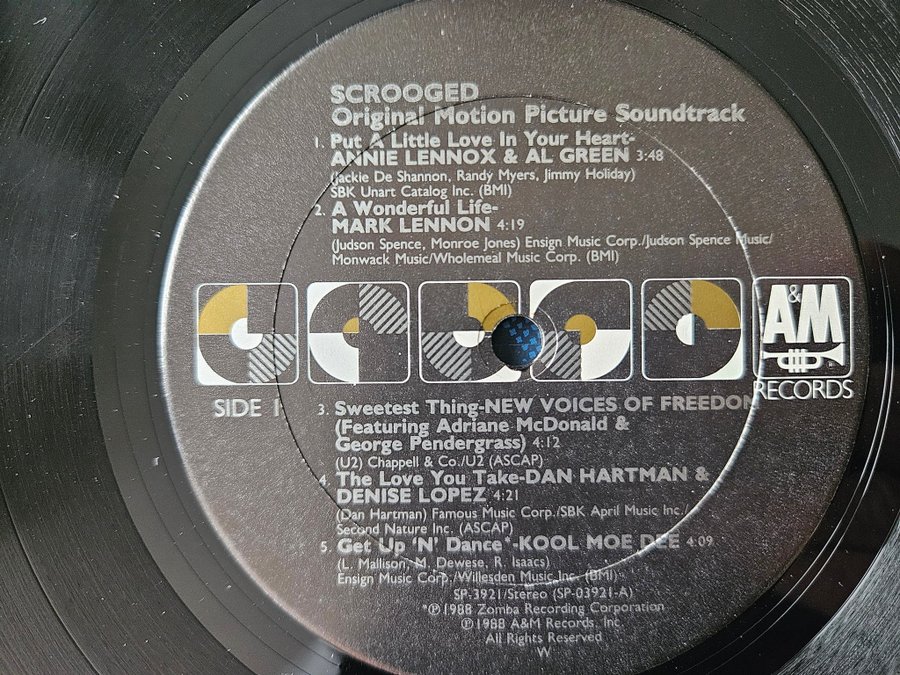 SCROOGED
Original Motion Picture Soundtrack
1. Put A Little Love In Your Heart-
ANNIE LENNOX & AL GREEN 3:48
(Jackie De Shannon, Randy Myers, Jimmy Holiday)
SBK Unart Catalog Inc. (BMI)
2. A Wonderful Life-
MARK LENNON 4:19
(Judson Spence, Monroe Jones) Ensign Music Corp./Judson Spence Music/
Monwack Music/Wholemeal Music Corp. (BMI)
A&M
RECORDS
SIDE 1
3. Sweetest Thing-NEW VOICES OF FREEDOM
(Featuring Adriane McDonald &
George Pendergrass) 4:12
(U2) Chappell & Co./U2 (ASCAP)
4. The Love You Take-DAN HARTMAN &
DENISE LOPEZ 4:21
(Dan Hartman) Famous Music Corp./SBK April Music Inc./
Second Nature Inc. (ASCAP)
5. Get Up 'N' Dance*-KOOL MOE DEE 4:09
(L. Mallison, M. Dewese, R. Isaacs)
Ensign Music Corp./Willesden Music, Inc. (BMI)
SP-3921/Stereo (SP-03921-A)
*℗1988 Zomba Recording Corporation
℗1988 A&M Records, Inc.
All Rights Reserved
W